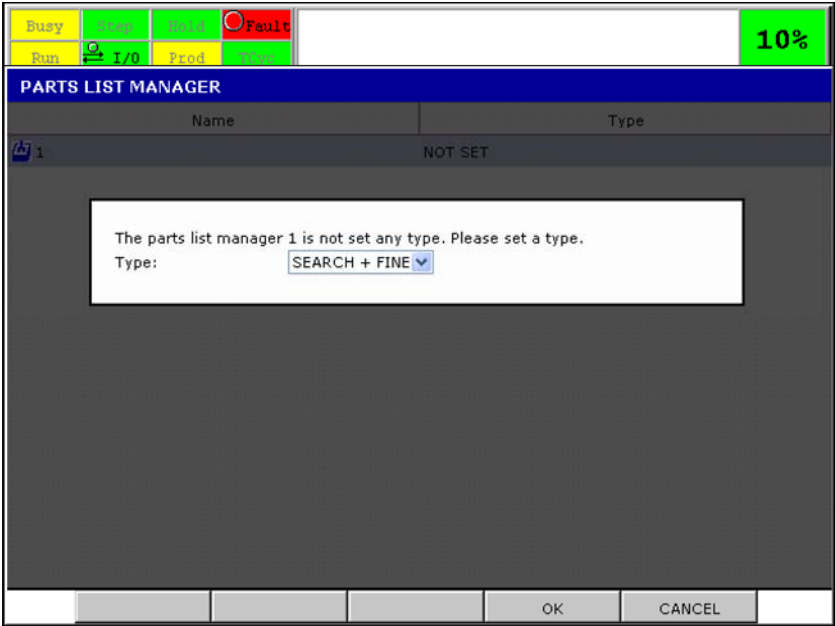 Busy Step Hold Fault
10%
Run I/O Prod TCyc
PARTS LIST MANAGER
Name Type
1 NOT SET
The parts list manager 1 is not set any type. Please set a type.
Type: SEARCH + FINE
OK CANCEL